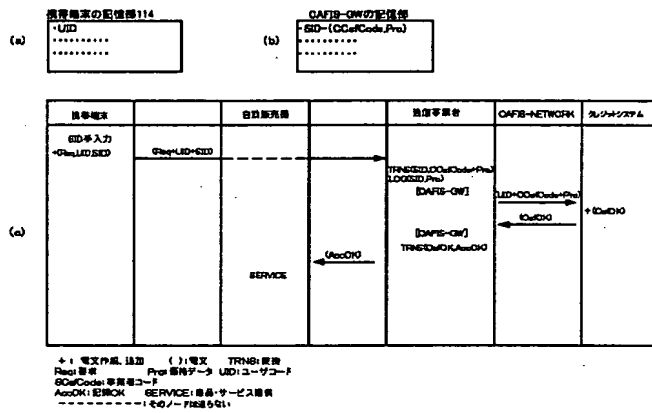 携帯端末の記憶部114
CAFIS-GWの記憶部
(a)
・UID
(b)
・SID-(CCafCode,Pro)
携帯端末
自動販売機
通信事業者
CAFIS-NETWORK
クレジットシステム
SID手入力
+(Req,UID,SID)
(Req+UID+SID)
TRNS(SID,CCafCode+Pro)
LOG(SID,Pro)
[CAFIS-GW]
(UID+CCafCode+Pro)
+(CafOK)
(CafOK)
(c)
[CAFIS-GW]
TRNS(CafOK,AccOK)
(AccOK)
SERVICE
+:電文作成、追加 ( ):電文 TRNS:変換
Req:要求 Pro:価格データ UID:ユーザコード
CCafCode:事業者コード
AccOK:記録OK SERVICE:商品・サービス提供
----------:そのノードは通らない